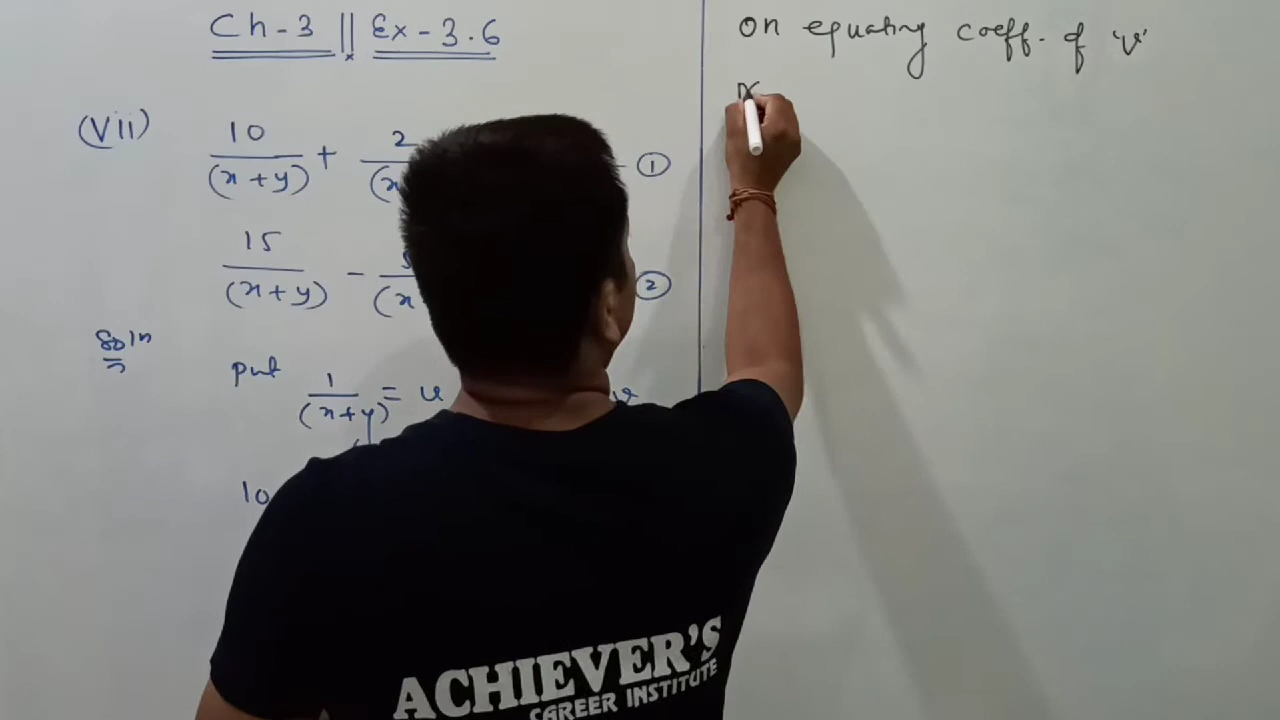 Ch-3 || Ex-3.6
(vii) 10/(x+y) + 2/(x — ①
15/(x+y) - 5/(x ②
Soln
put 1/(x+y) = u v
10
On equating coeff. of 'v'
ACHIEVER'S
CAREER INSTITUTE